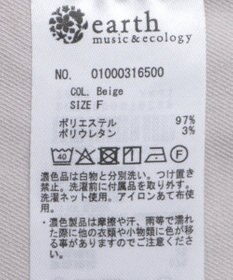 earth
music & ecology
NO. 01000316500
COL. Beige
SIZE F
ポリエステル 97%
ポリウレタン 3%
40 F
濃色品は白物と分別洗い。つけ置き
禁止。洗濯前に付属品を取り外す。
洗濯ネット使用。アイロンあて布使
用。
・濃色製品は摩擦や汗、雨等で濡れ
た際に他の衣類や小物類に色が移
る事がありますのでご注意くださ
い。